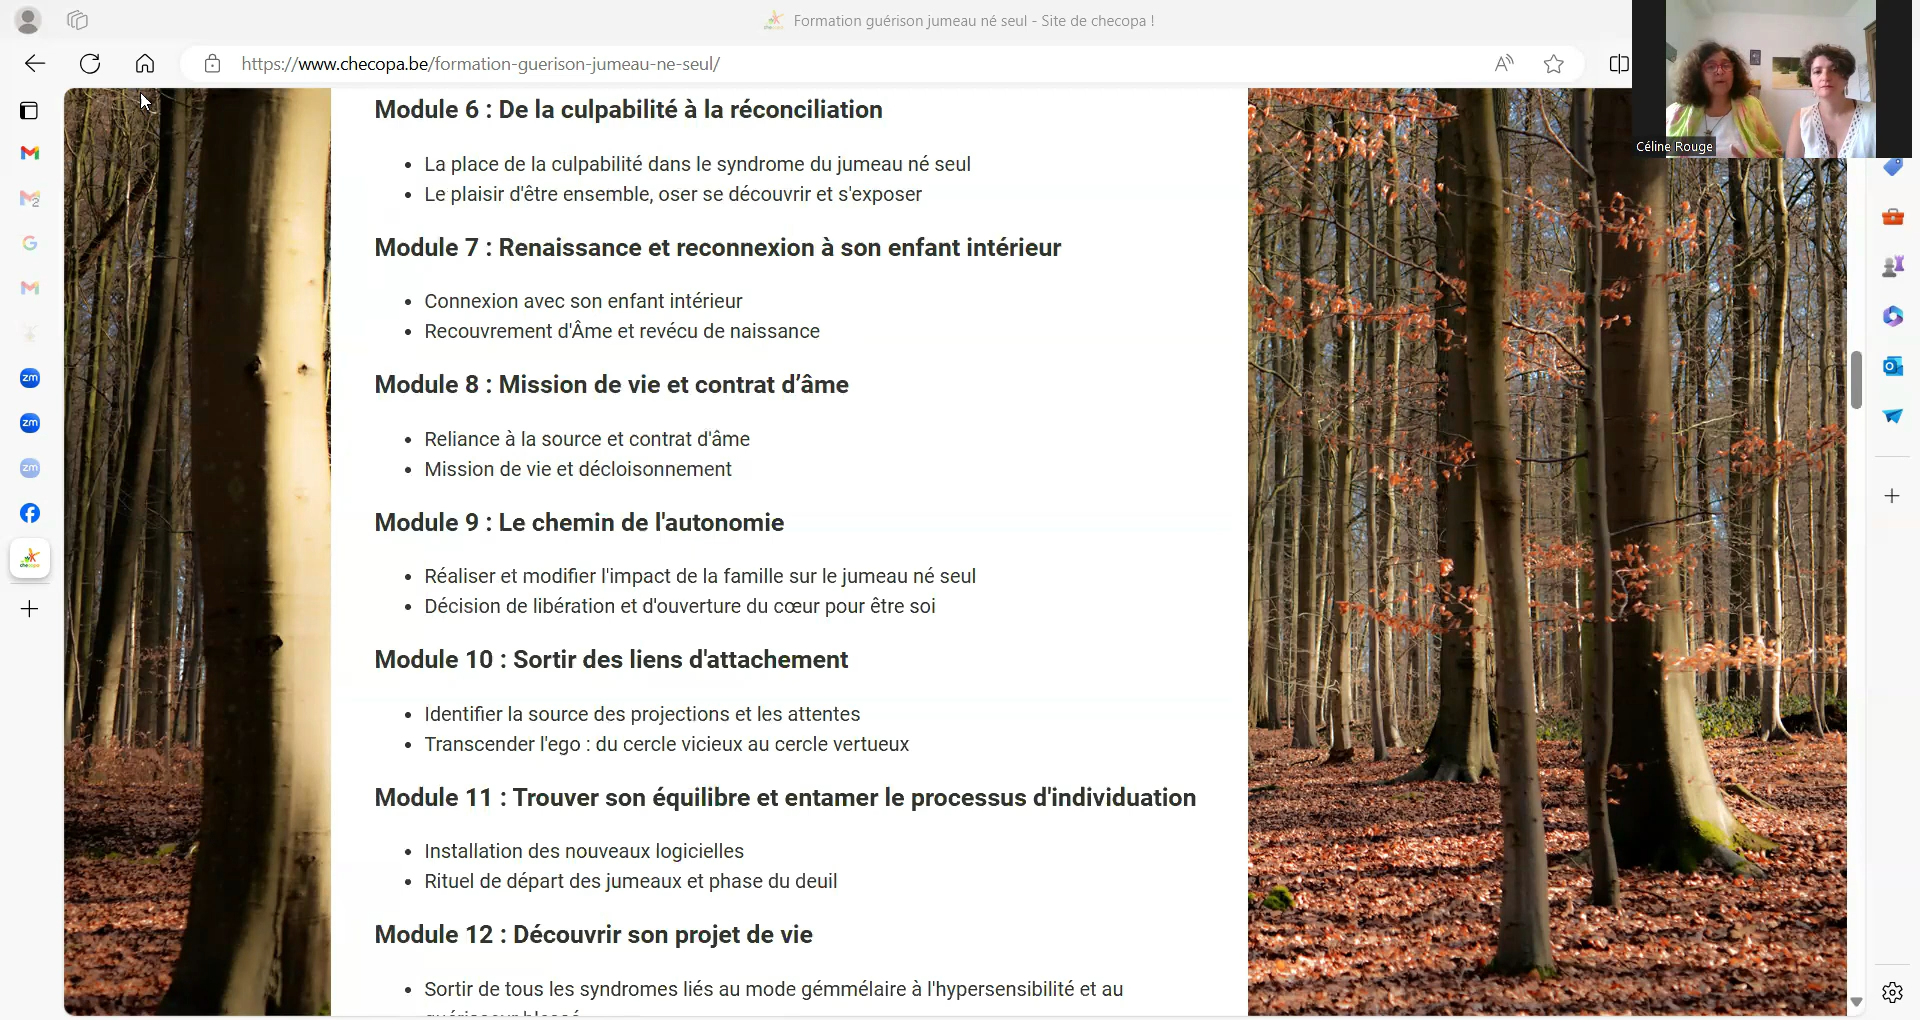 Formation guérison jumeau né seul - Site de checopa !
https://www.checopa.be/formation-guerison-jumeau-ne-seul/
Céline Rouge
Module 6 : De la culpabilité à la réconciliation
La place de la culpabilité dans le syndrome du jumeau né seul
Le plaisir d'être ensemble, oser se découvrir et s'exposer
Module 7 : Renaissance et reconnexion à son enfant intérieur
Connexion avec son enfant intérieur
Recouvrement d'Âme et revécu de naissance
Module 8 : Mission de vie et contrat d’âme
Reliance à la source et contrat d'âme
Mission de vie et décloisonnement
Module 9 : Le chemin de l'autonomie
Réaliser et modifier l'impact de la famille sur le jumeau né seul
Décision de libération et d'ouverture du cœur pour être soi
Module 10 : Sortir des liens d'attachement
Identifier la source des projections et les attentes
Transcender l'ego : du cercle vicieux au cercle vertueux
Module 11 : Trouver son équilibre et entamer le processus d'individuation
Installation des nouveaux logicielles
Rituel de départ des jumeaux et phase du deuil
Module 12 : Découvrir son projet de vie
Sortir de tous les syndromes liés au mode gémmélaire à l'hypersensibilité et au
zm
zm
zm